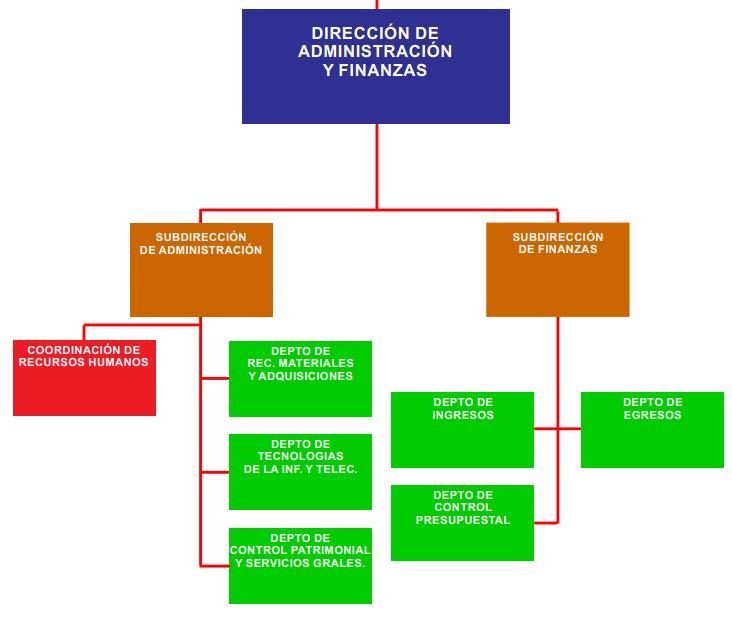 DIRECCIÓN DE
ADMINISTRACIÓN
Y FINANZAS
SUBDIRECCIÓN
DE ADMINISTRACIÓN
SUBDIRECCIÓN
DE FINANZAS
COORDINACIÓN DE
RECURSOS HUMANOS
DEPTO DE
REC. MATERIALES
Y ADQUISICIONES
DEPTO DE
TECNOLOGIAS
DE LA INF. Y TELEC.
DEPTO DE
CONTROL PATRIMONIAL
Y SERVICIOS GRALES.
DEPTO DE
iNGRESOS
DEPTO DE
EGRESOS
DEPTO DE
CONTROL
PRESUPUESTAL